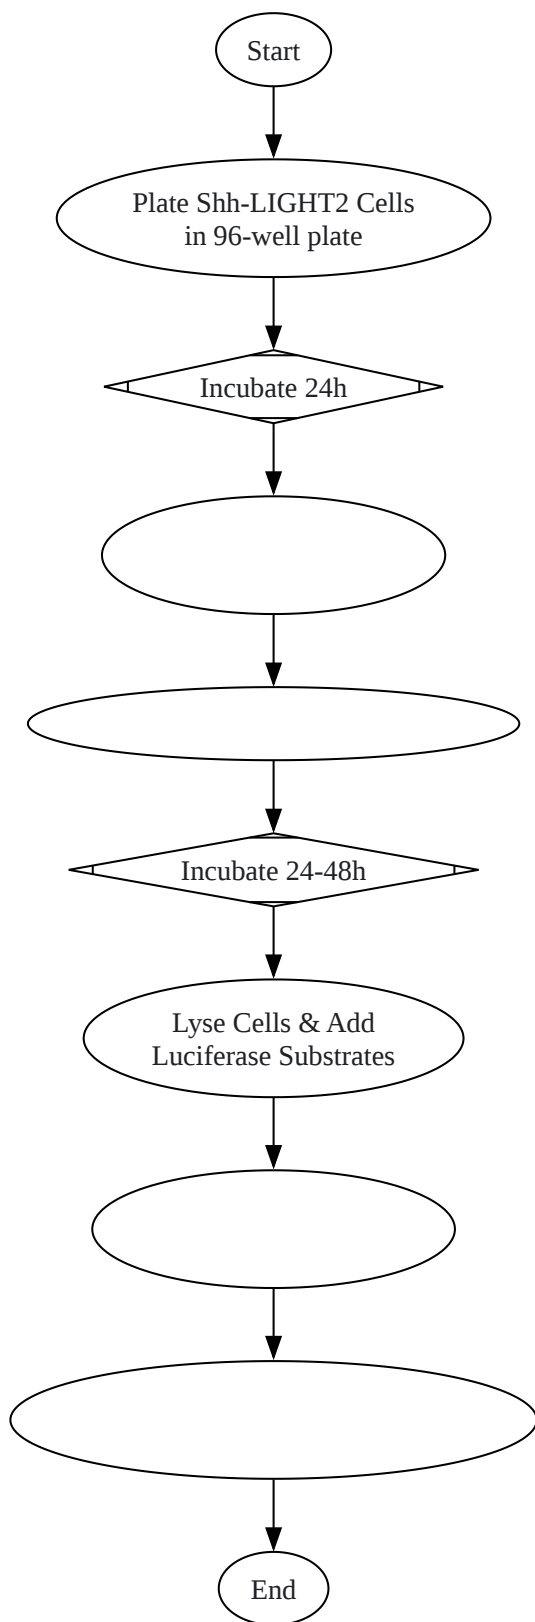 Start
Plate Shh-LIGHT2 Cells
in 96-well plate
Incubate 24h
Incubate 24-48h
Lyse Cells & Add
Luciferase Substrates
End